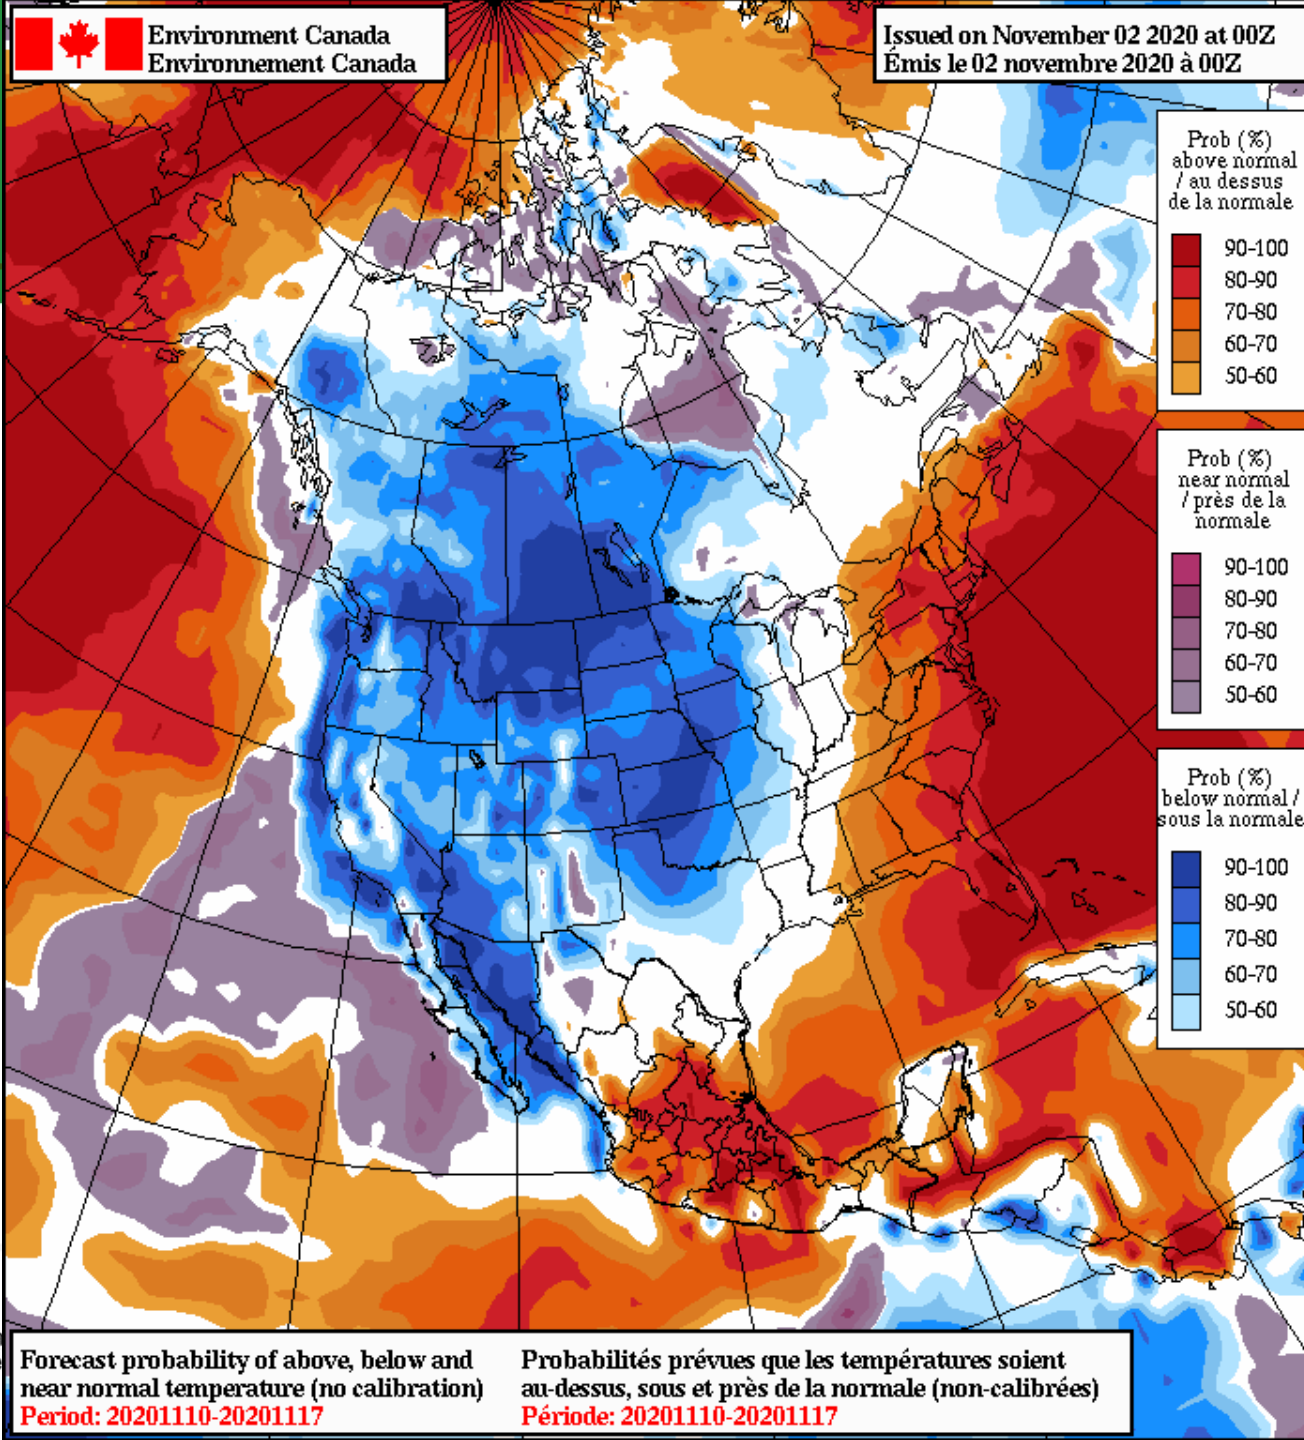 Environment Canada
Environnement Canada
Issued on November 02 2020 at 00Z
Émis le 02 novembre 2020 à 00Z
Prob (%)
above normal
/ au dessus
de la normale
90-100
80-90
70-80
60-70
50-60
Prob (%)
near normal
/ près de la
normale
90-100
80-90
70-80
60-70
50-60
Prob (%)
below normal /
sous la normale
90-100
80-90
70-80
60-70
50-60
Forecast probability of above, below and
near normal temperature (no calibration)
Period: 20201110-20201117
Probabilités prévues que les températures soient
au-dessus, sous et près de la normale (non-calibrées)
Période: 20201110-20201117